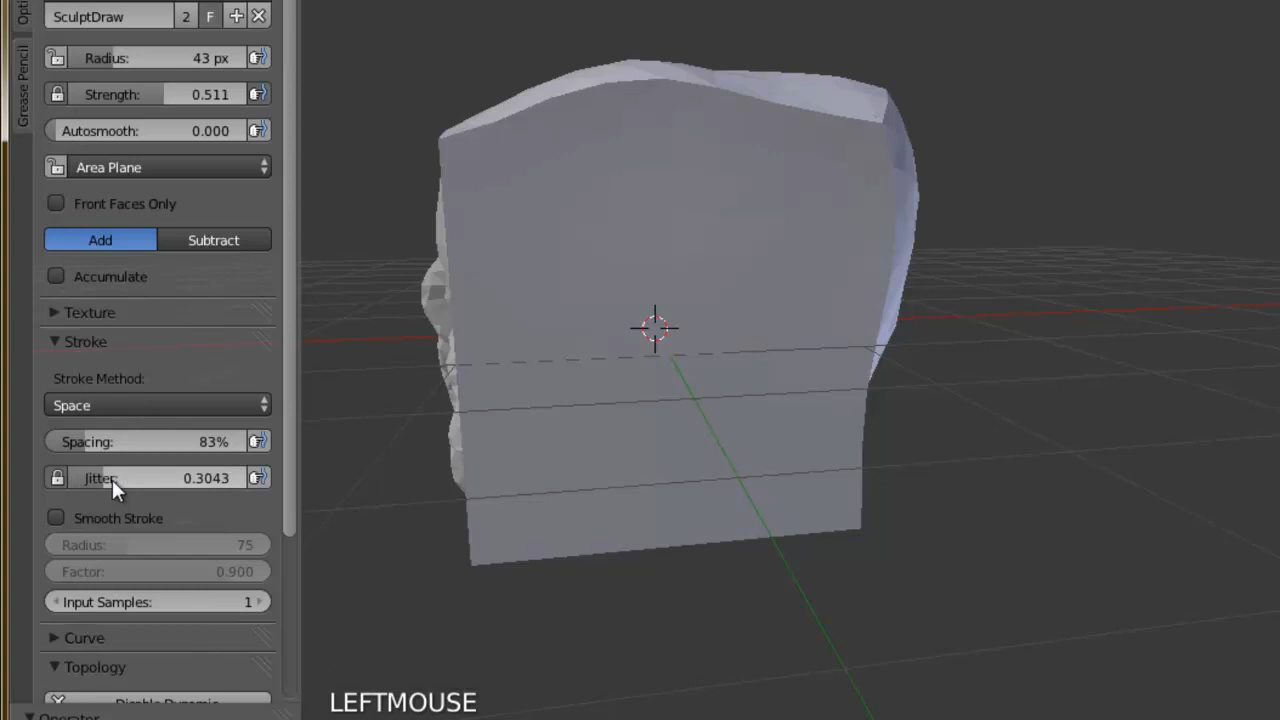 Opti
Grease Pencil
SculptDraw 2 F
Radius: 43 px
Strength: 0.511
Autosmooth: 0.000
Area Plane
Front Faces Only
Add Subtract
Accumulate
Texture
Stroke
Stroke Method:
Space
Spacing: 83%
Jitter: 0.3043
Smooth Stroke
Radius: 75
Factor: 0.900
Input Samples: 1
Curve
Topology
Disable Dynamic
Operator
LEFTMOUSE